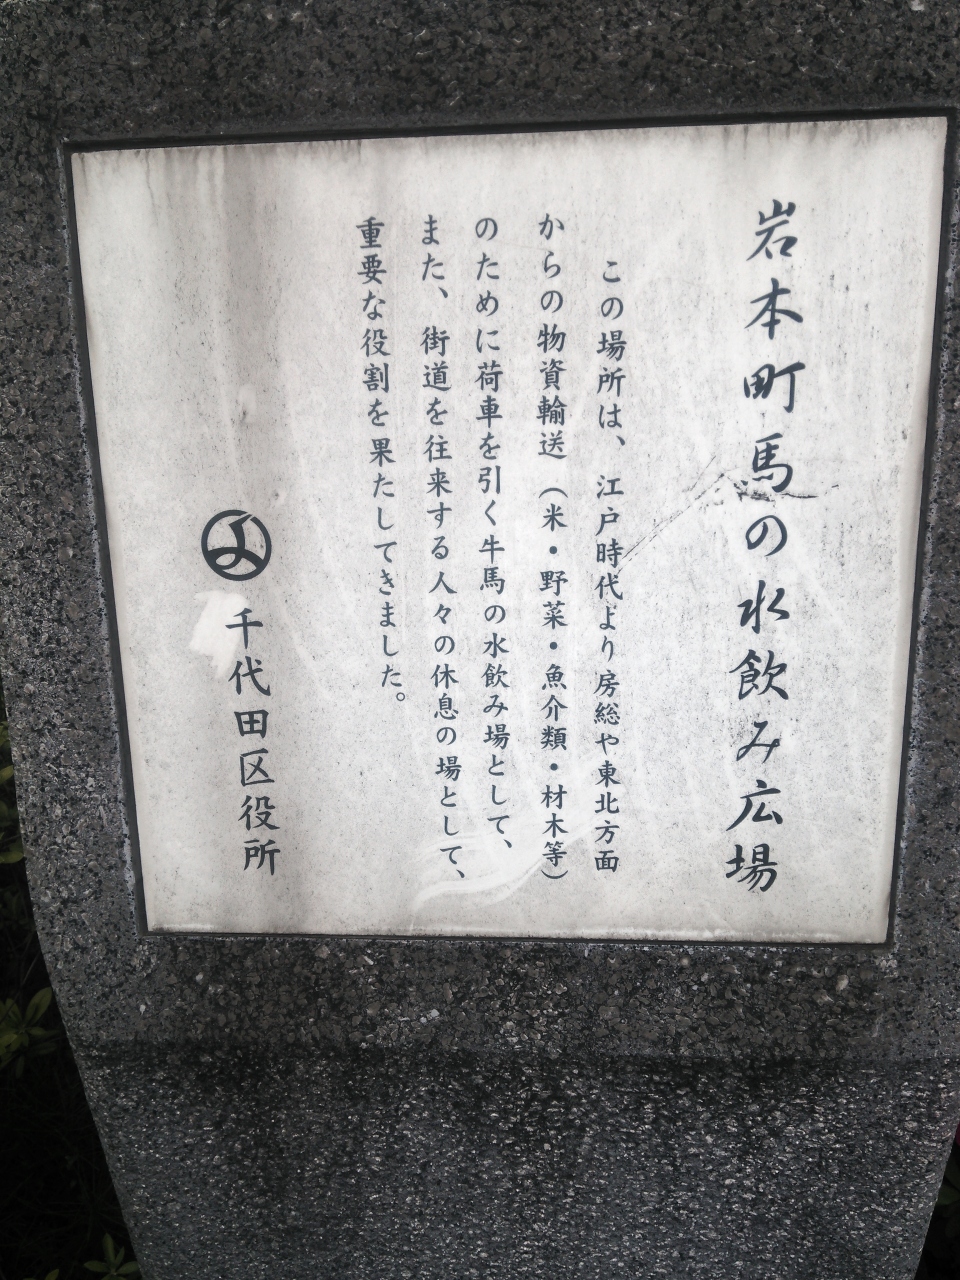 岩本町馬の水飲み広場
この場所は、江戸時代より房総や東北方面
からの物資輸送（米・野菜・魚介類・材木等）
のために荷車を引く牛馬の水飲み場として、
また、街道を往来する人々の休息の場として、
重要な役割を果たしてきました。
千代田区役所